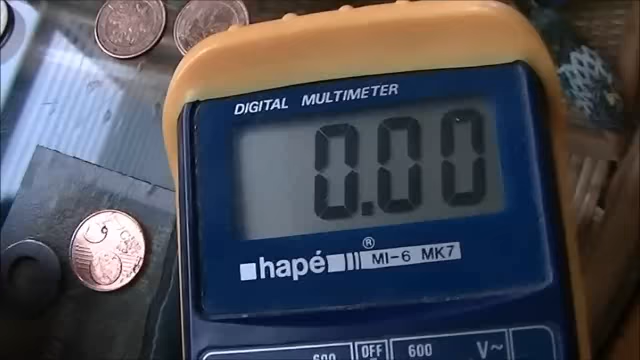 DIGITAL MULTIMETER
0.00
hapé ®
MI-6 MK7
600 OFF 600 V~